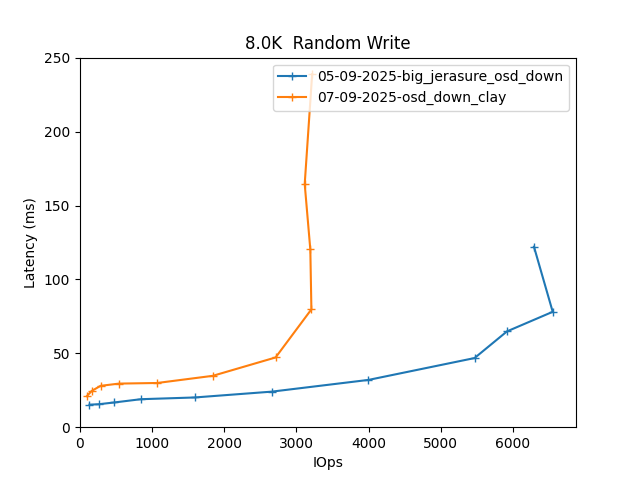 8.0K  Random Write
05-09-2025-big_jerasure_osd_down
07-09-2025-osd_down_clay
250
200
150
100
50
0
Latency (ms)
0 1000 2000 3000 4000 5000 6000
IOps